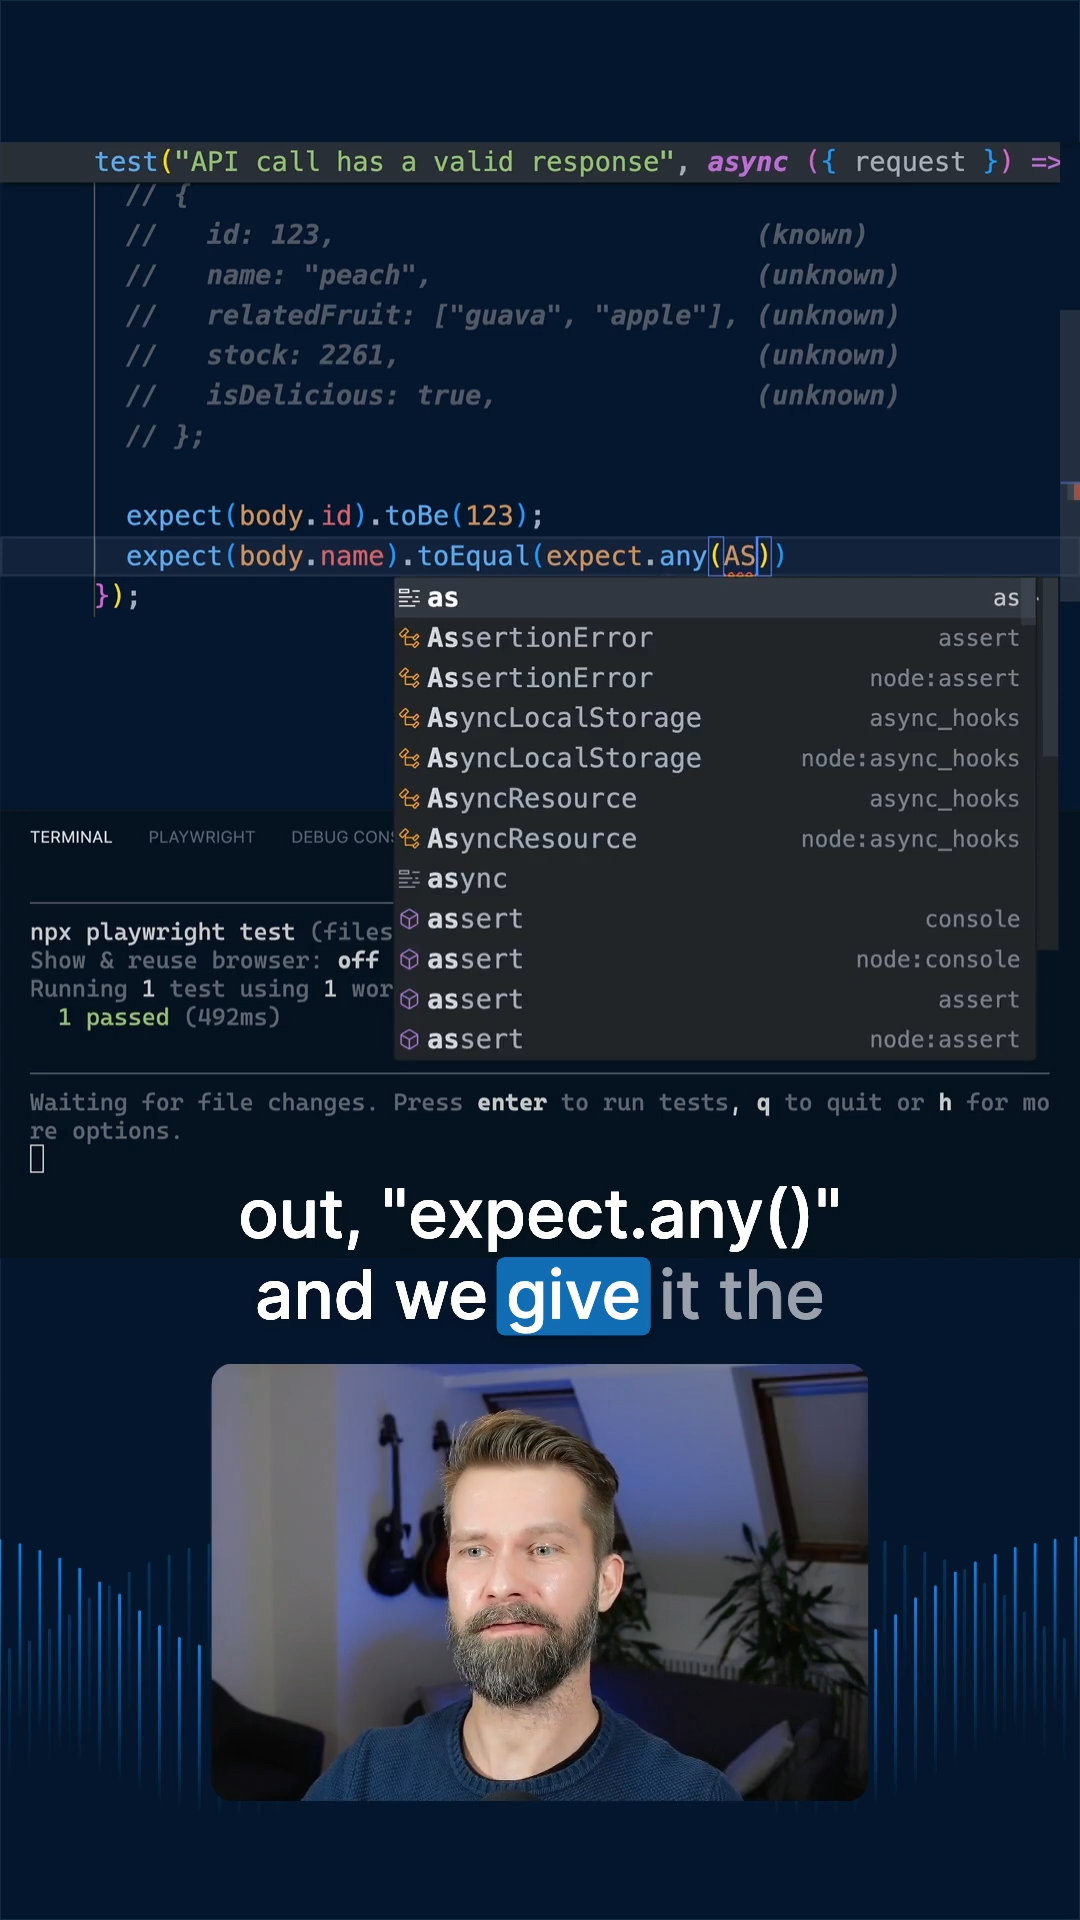 test("API call has a valid response", async ({ request }) =>
// {
//   id: 123,                          (known)
//   name: "peach",                    (unknown)
//   relatedFruit: ["guava", "apple"], (unknown)
//   stock: 2261,                      (unknown)
//   isDelicious: true,                (unknown)
// };
expect(body.id).toBe(123);
expect(body.name).toEqual(expect.any(AS))
});
as as
AssertionError assert
AssertionError node:assert
AsyncLocalStorage async_hooks
AsyncLocalStorage node:async_hooks
AsyncResource async_hooks
AsyncResource node:async_hooks
async
assert console
assert node:console
assert assert
assert node:assert
TERMINAL PLAYWRIGHT DEBUG CONS
npx playwright test (files
Show & reuse browser: off
Running 1 test using 1 wor
1 passed (492ms)
Waiting for file changes. Press enter to run tests, q to quit or h for mo
re options.
out, "expect.any()"
and we give it the